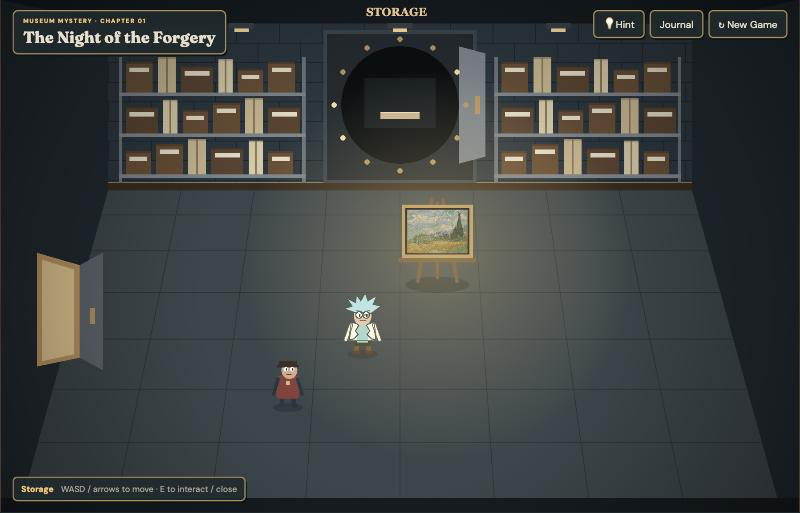 MUSEUM MYSTERY · CHAPTER 01
The Night of the Forgery
STORAGE
Hint
Journal
↻ New Game
Storage WASD / arrows to move · E to interact / close